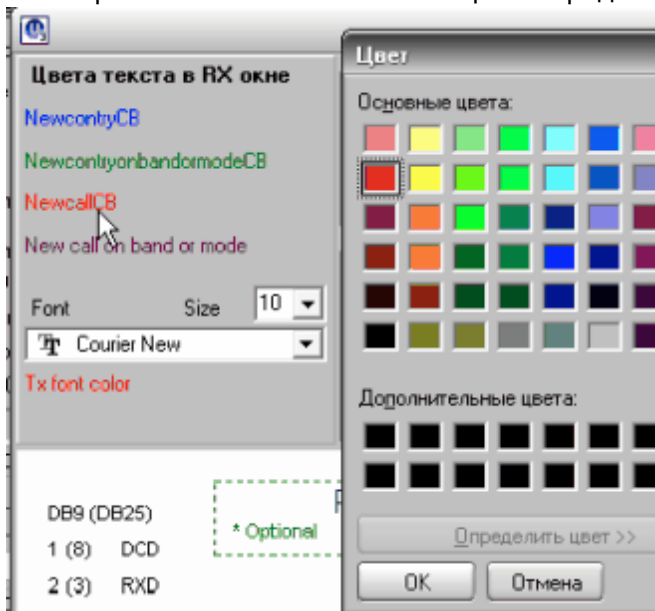 Цвета текста в RX окне
NewcontryCB
NewcontryonbandormodeCB
NewcallCB
New call on band or mode
Font Size 10
Courier New
Tx font color
DB9 (DB25)
1 (8) DCD
2 (3) RXD
* Optional
Цвет
Основные цвета:
Дополнительные цвета:
Определить цвет >>
OK Отмена